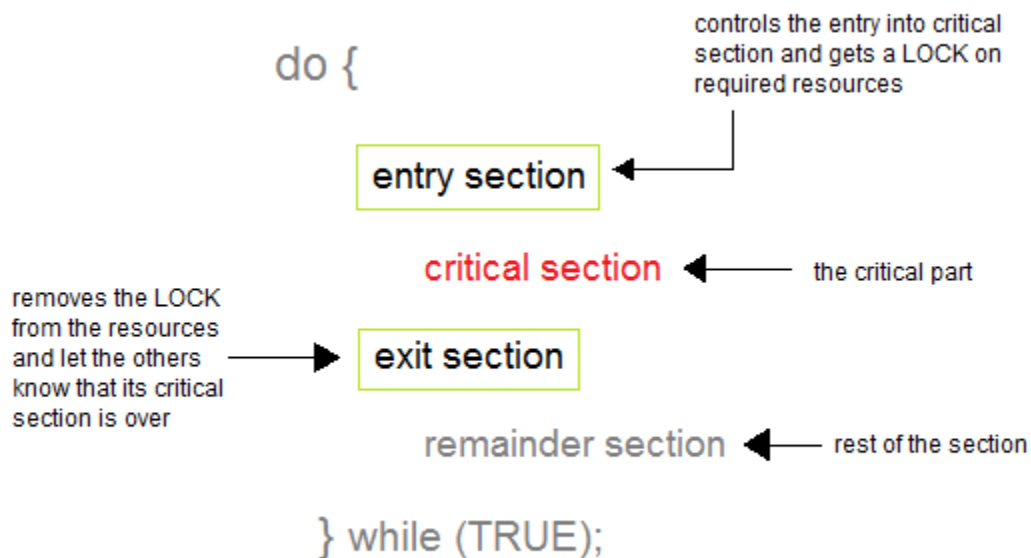 controls the entry into critical
section and gets a LOCK on
required resources
do {
entry section
critical section
the critical part
removes the LOCK
from the resources
and let the others
know that its critical
section is over
exit section
remainder section
rest of the section
} while (TRUE);